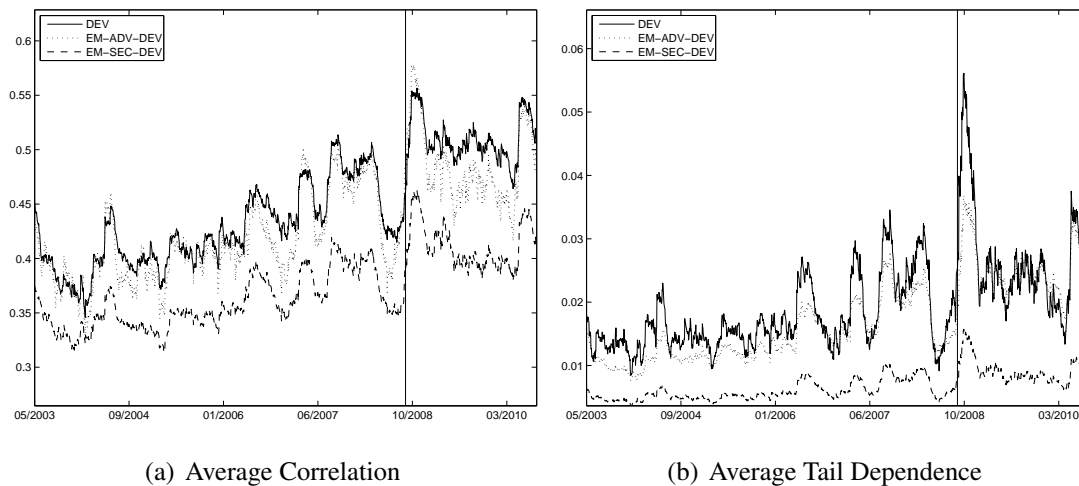 DEV
EM-ADV-DEV
EM-SEC-DEV
0.6
0.55
0.5
0.45
0.4
0.35
0.3
05/2003 09/2004 01/2006 06/2007 10/2008 03/2010
(a) Average Correlation
DEV
EM-ADV-DEV
EM-SEC-DEV
0.06
0.05
0.04
0.03
0.02
0.01
05/2003 09/2004 01/2006 06/2007 10/2008 03/2010
(b) Average Tail Dependence